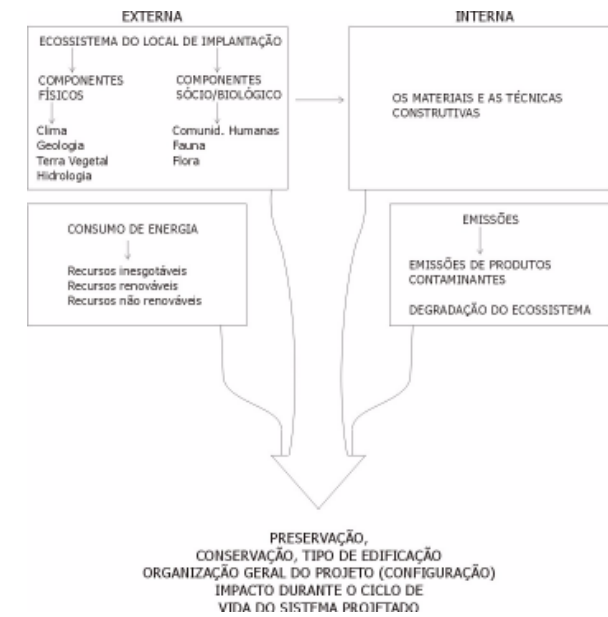 EXTERNA
INTERNA
ECOSSISTEMA DO LOCAL DE IMPLANTAÇÃO
COMPONENTES
FÍSICOS
Clima
Geologia
Terra Vegetal
Hidrologia
COMPONENTES
SÓCIO/BIOLÓGICO
Comunid. Humanas
Fauna
Flora
OS MATERIAIS E AS TÉCNICAS
CONSTRUTIVAS
CONSUMO DE ENERGIA
Recursos inesgotáveis
Recursos renováveis
Recursos não renováveis
EMISSÕES
EMISSÕES DE PRODUTOS
CONTAMINANTES
DEGRADAÇÃO DO ECOSSISTEMA
PRESERVAÇÃO,
CONSERVAÇÃO, TIPO DE EDIFICAÇÃO
ORGANIZAÇÃO GERAL DO PROJETO (CONFIGURAÇÃO)
IMPACTO DURANTE O CICLO DE
VIDA DO SISTEMA PROJETADO